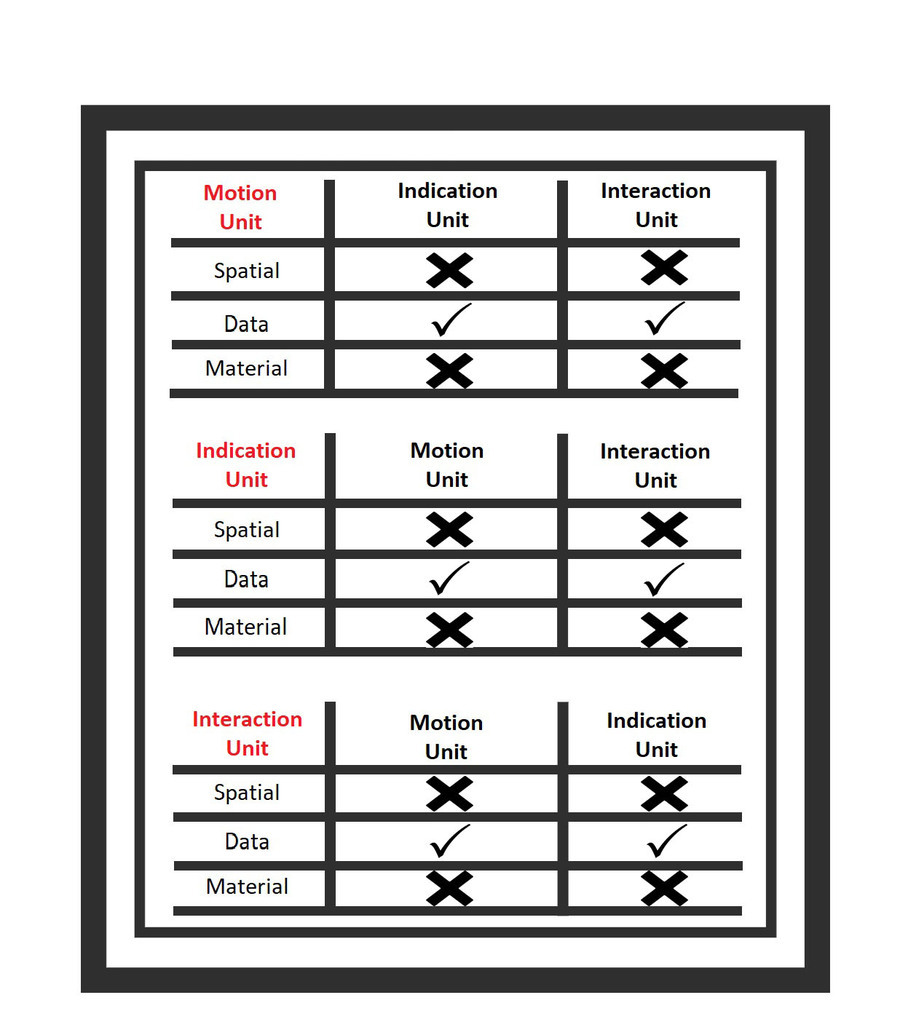 Motion Indication Interaction
Unit Unit Unit
Spatial
Data
Material
Indication Motion Interaction
Unit Unit Unit
Spatial
Data
Material
Interaction Motion Indication
Unit Unit Unit
Spatial
Data
Material